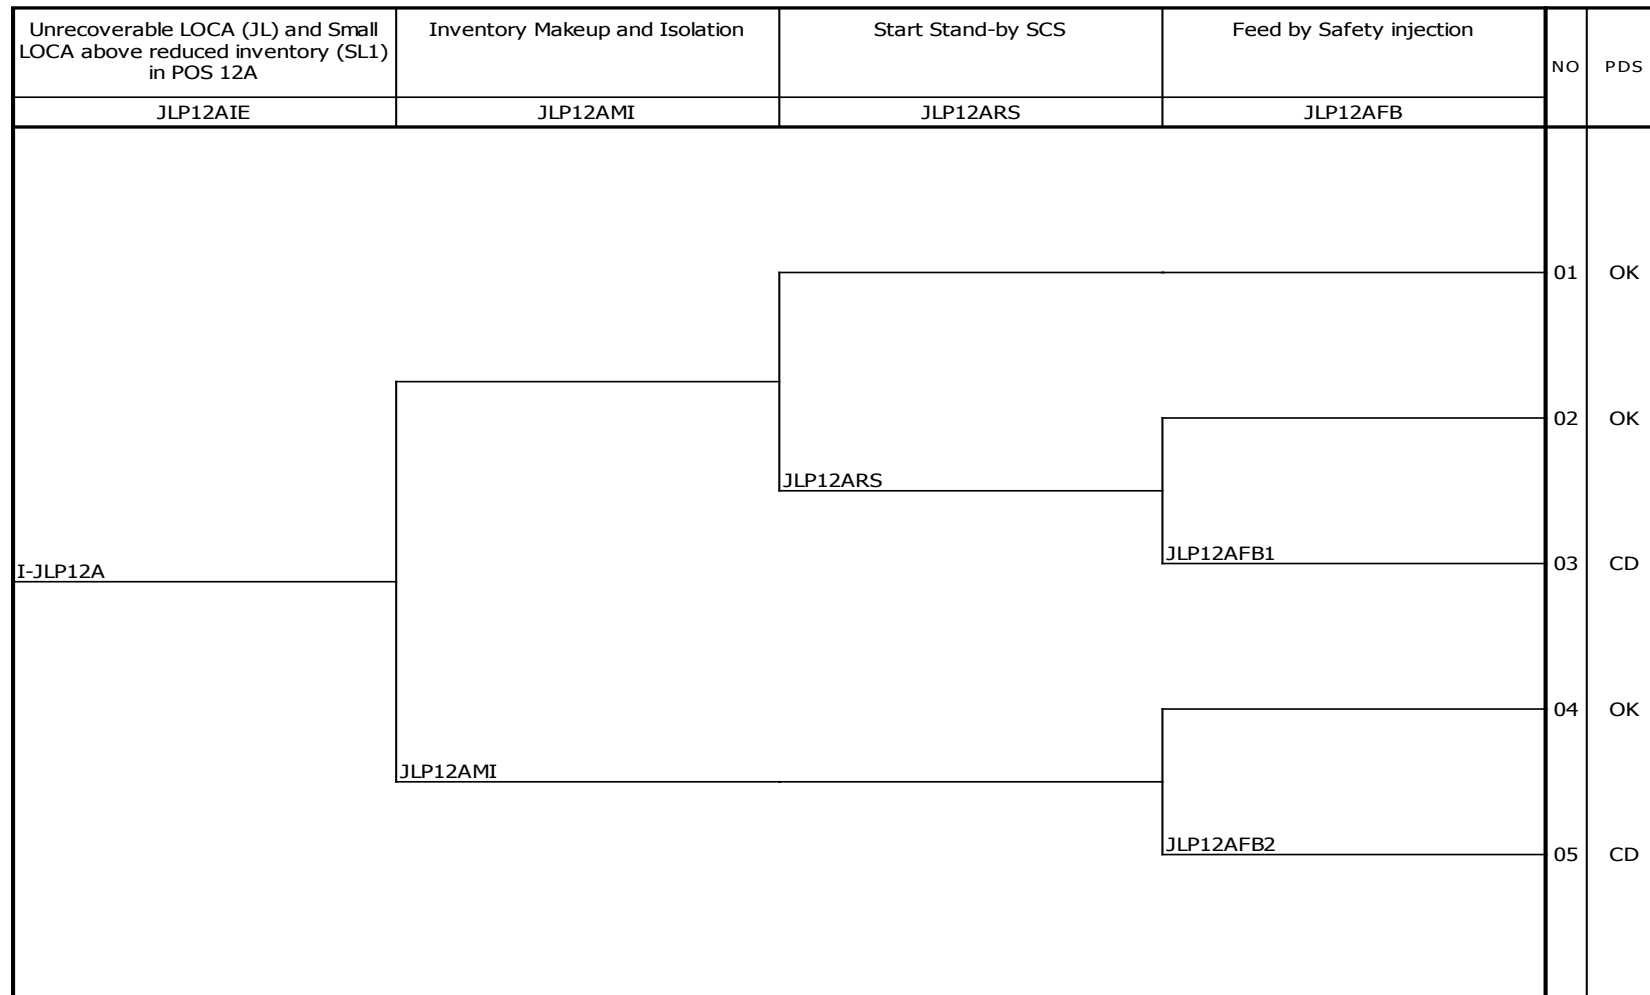 Unrecoverable LOCA (JL) and Small
LOCA above reduced inventory (SL1)
in POS 12A
Inventory Makeup and Isolation
Start Stand-by SCS
Feed by Safety injection
NO
PDS
JLP12AIE
JLP12AMI
JLP12ARS
JLP12AFB
01
OK
02
OK
JLP12ARS
JLP12AFB1
03
CD
I-JLP12A
04
OK
JLP12AMI
JLP12AFB2
05
CD